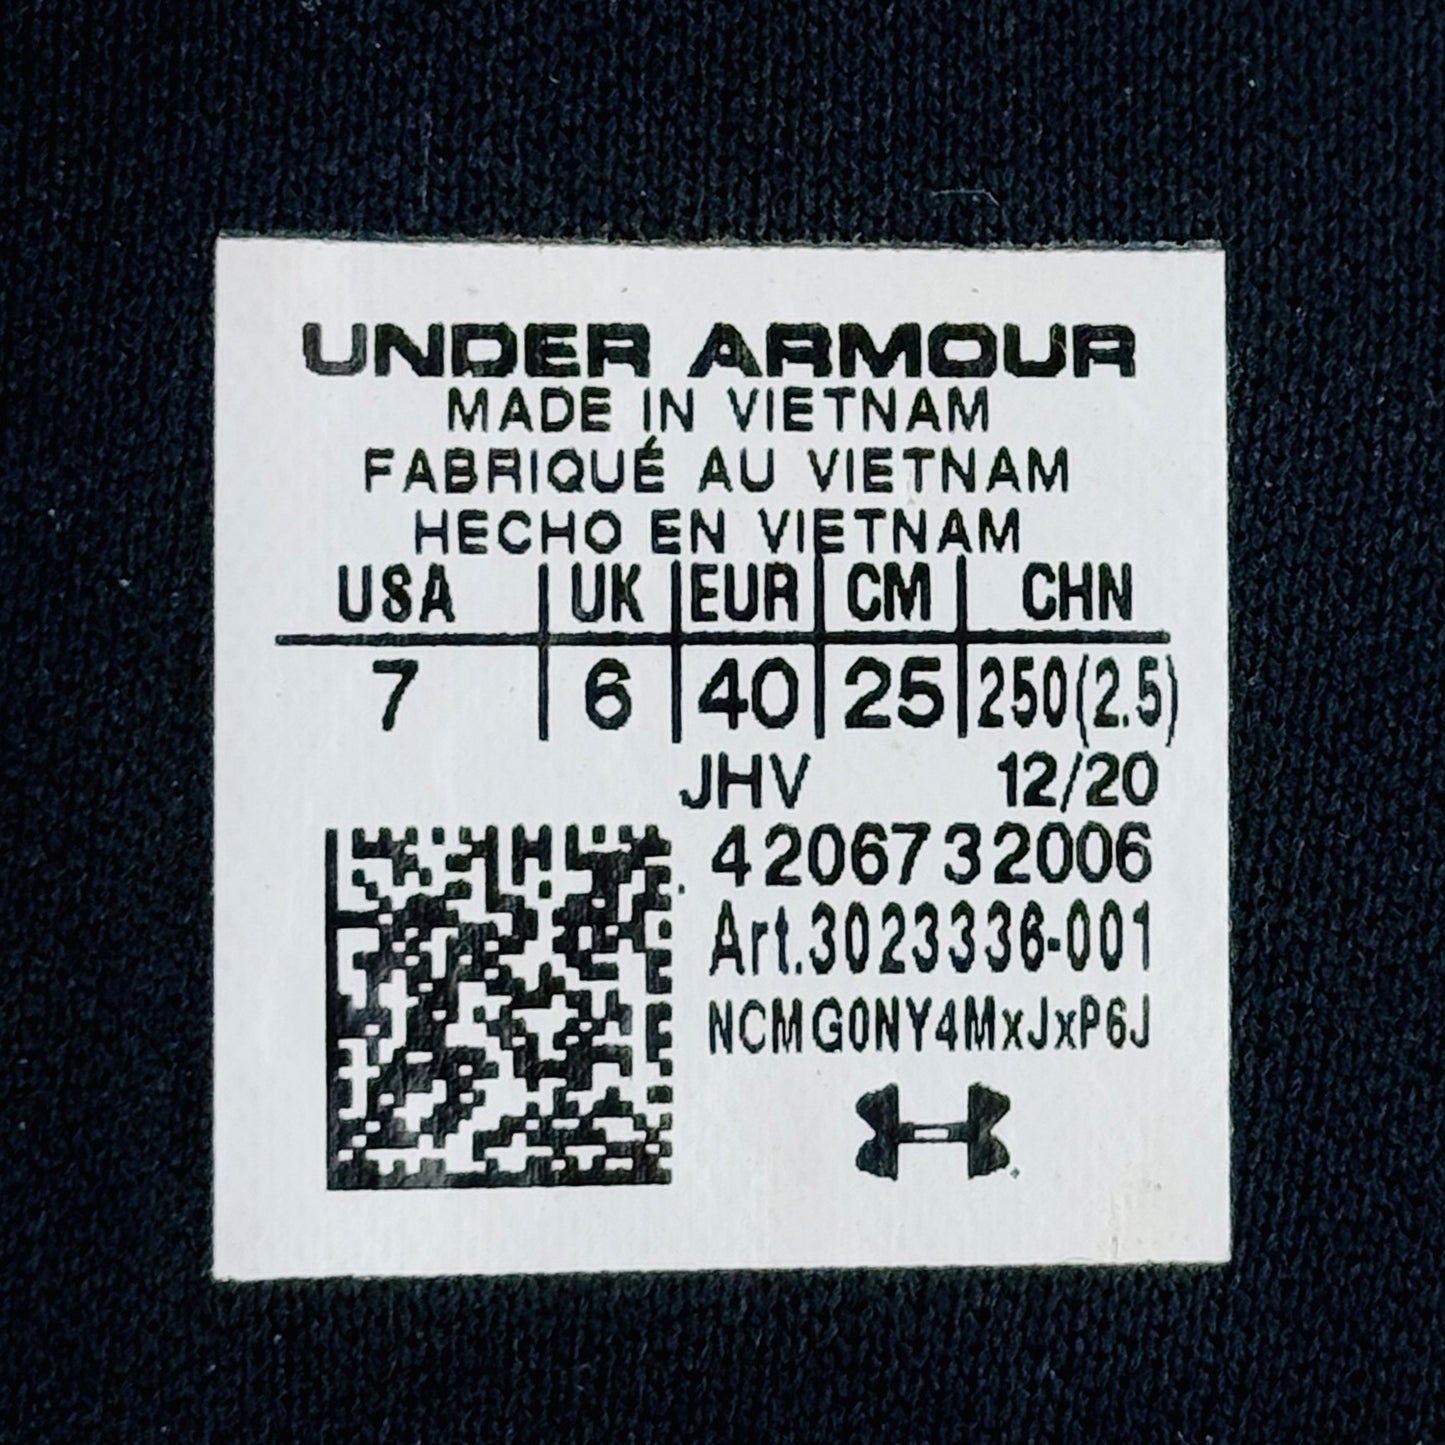 UNDER ARMOUR
MADE IN VIETNAM
FABRIQUÉ AU VIETNAM
HECHO EN VIETNAM
USA UK EUR CM CHN
7 6 40 25 250(2.5)
JHV 12/20
4206732006
Art.3023336-001
NCMG0NY4MxJxP6J